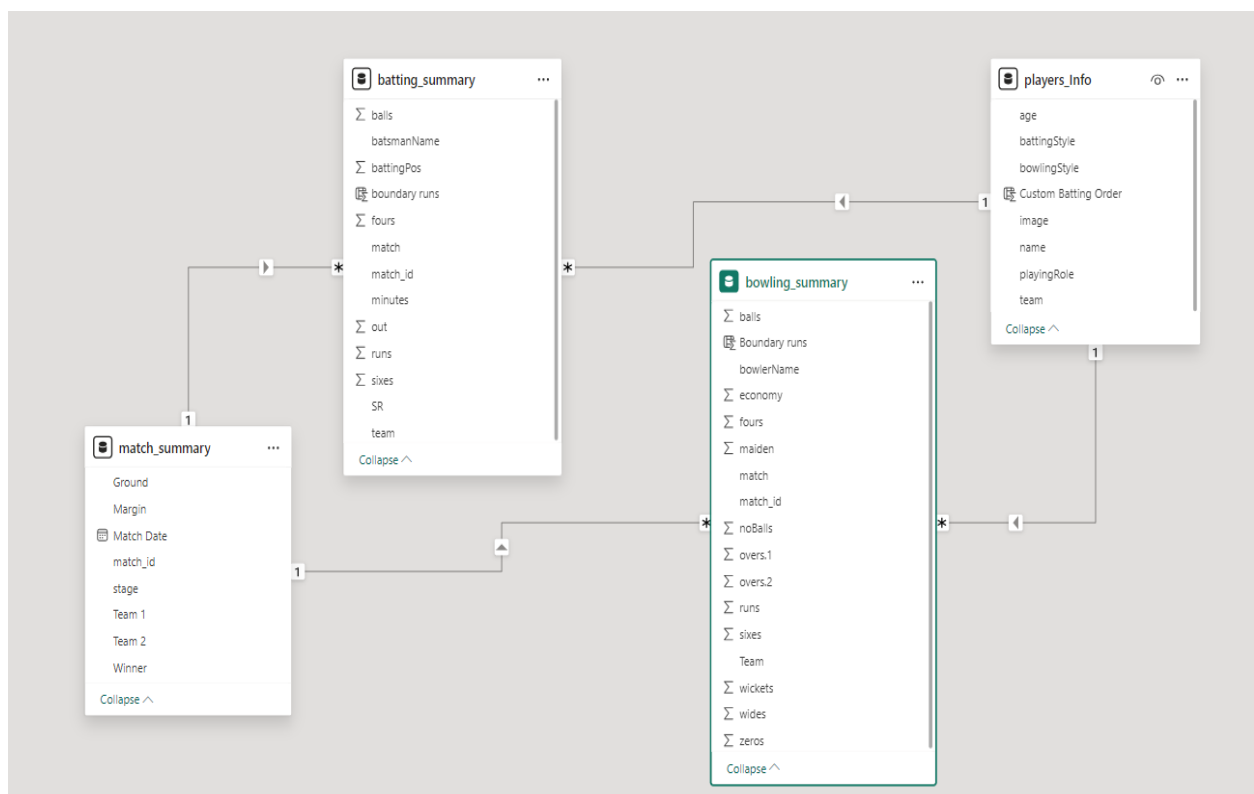 batting_summary
...
Σ balls
batsmanName
Σ battingPos
boundary runs
Σ fours
match
match_id
minutes
Σ out
Σ runs
Σ sixes
SR
team
Collapse
players_Info
...
age
battingStyle
bowlingStyle
Custom Batting Order
image
name
playingRole
team
Collapse
1
1
*
*
bowling_summary
...
Σ balls
Boundary runs
bowlerName
Σ economy
Σ fours
Σ maiden
match
match_id
Σ noBalls
Σ overs.1
Σ overs.2
Σ runs
Σ sixes
Team
Σ wickets
Σ wides
Σ zeros
Collapse
*
*
1
match_summary
...
Ground
Margin
Match Date
match_id
stage
Team 1
Team 2
Winner
Collapse
1